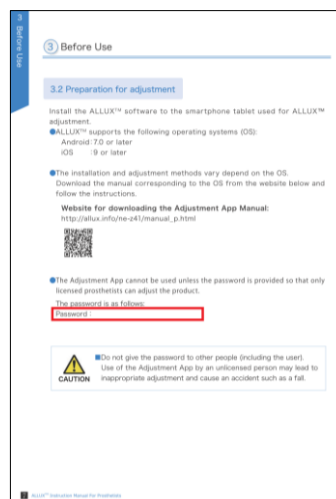 3 Before Use
3 Before Use
3.2 Preparation for adjustment
Install the ALLUX™ software to the smartphone tablet used for ALLUX™
adjustment.
●ALLUX™ supports the following operating systems (OS):
Android :7.0 or later
iOS :9 or later
●The installation and adjustment methods vary depend on the OS.
Download the manual corresponding to the OS from the website below and
follow the instructions.
Website for downloading the Adjustment App Manual:
http://allux.info/ne-z41/manual_p.html
●The Adjustment App cannot be used unless the password is provided so that only
licensed prosthetists can adjust the product.
The password is as follows:
Password :
CAUTION
■Do not give the password to other people (including the user).
Use of the Adjustment App by an unlicensed person may lead to
inappropriate adjustment and cause an accident such as a fall.
7 ALLUX™ Instruction Manual for Prosthetists